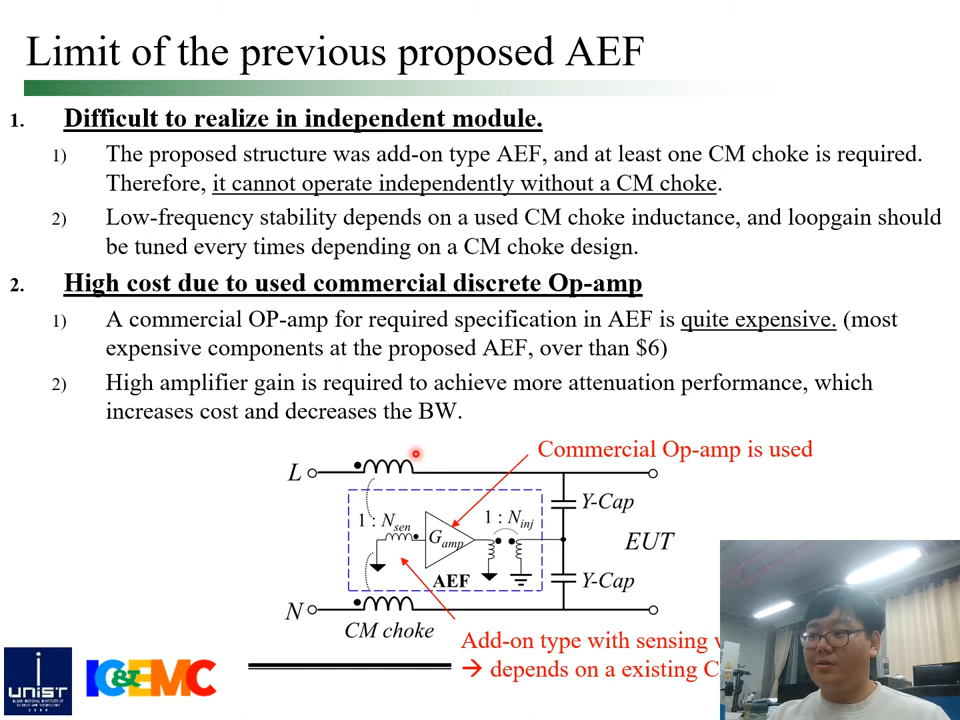 Limit of the previous proposed AEF
1. Difficult to realize in independent module.
1) The proposed structure was add-on type AEF, and at least one CM choke is required.
Therefore, it cannot operate independently without a CM choke.
2) Low-frequency stability depends on a used CM choke inductance, and loopgain should
be tuned every times depending on a CM choke design.
2. High cost due to used commercial discrete Op-amp
1) A commercial OP-amp for required specification in AEF is quite expensive. (most
expensive components at the proposed AEF, over than $6)
2) High amplifier gain is required to achieve more attenuation performance, which
increases cost and decreases the BW.
Commercial Op-amp is used
L
Y-Cap
1 : Nsen
1 : Ninj
Gamp
EUT
AEF
Y-Cap
N
CM choke
Add-on type with sensing
→ depends on a existing
UNIST
IC&EMC